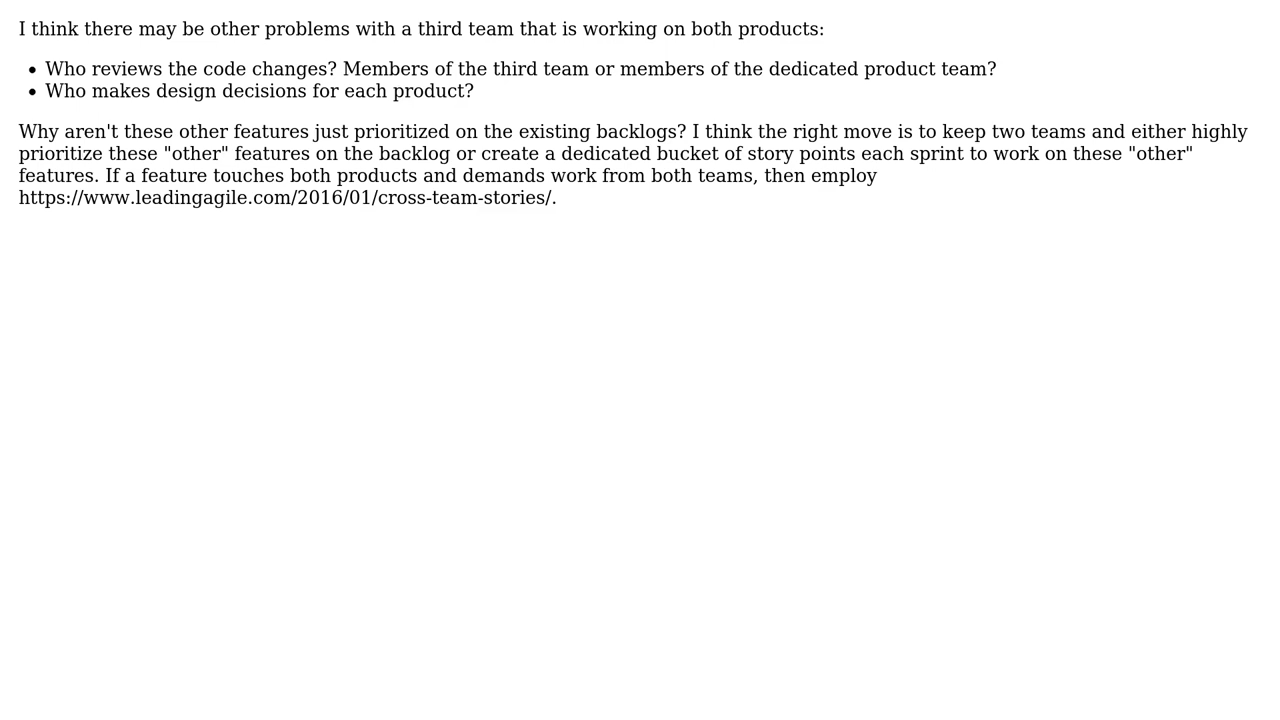 I think there may be other problems with a third team that is working on both products:
• Who reviews the code changes? Members of the third team or members of the dedicated product team?
• Who makes design decisions for each product?
Why aren't these other features just prioritized on the existing backlogs? I think the right move is to keep two teams and either highly
prioritize these "other" features on the backlog or create a dedicated bucket of story points each sprint to work on these "other"
features. If a feature touches both products and demands work from both teams, then employ
https://www.leadingagile.com/2016/01/cross-team-stories/.